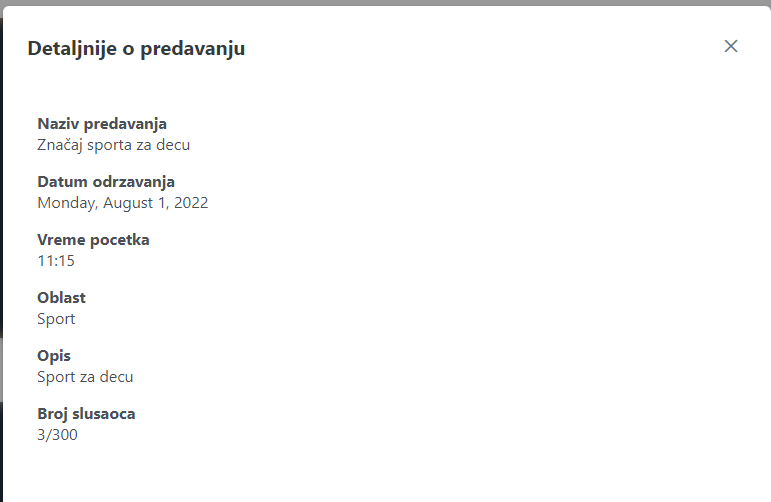 Detaljnije o predavanju
Naziv predavanja
Značaj sporta za decu
Datum odrzavanja
Monday, August 1, 2022
Vreme pocetka
11:15
Oblast
Sport
Opis
Sport za decu
Broj slusaoca
3/300